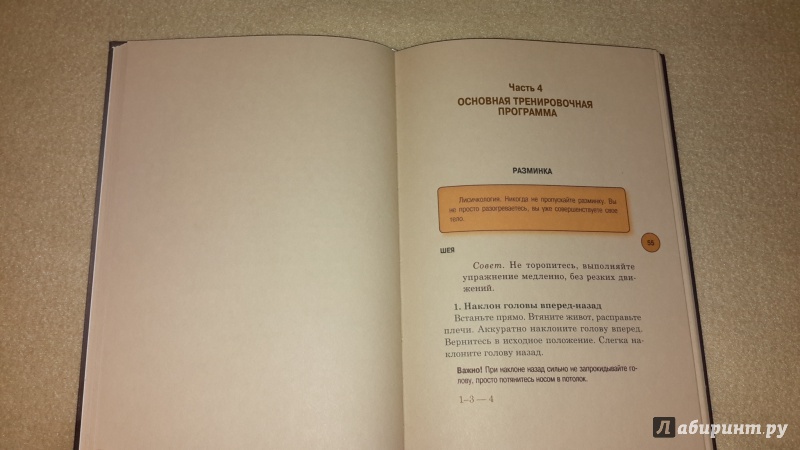 Часть 4
ОСНОВНАЯ ТРЕНИРОВОЧНАЯ
ПРОГРАММА
РАЗМИНКА
Лисичкология. Никогда не пропускайте разминку. Вы
не просто разогреваетесь, вы уже совершенствуете свое
тело.
55
ШЕЯ
Совет. Не торопитесь, выполняйте
упражнение медленно, без резких дви-
жений.
1. Наклон головы вперед-назад
Встаньте прямо. Втяните живот, расправьте
плечи. Аккуратно наклоните голову вперед.
Вернитесь в исходное положение. Слегка на-
клоните голову назад.
Важно! При наклоне назад сильно не запрокидывайте го-
лову, просто потянитесь носом в потолок.
1–3 — 4
Лабиринт.ру